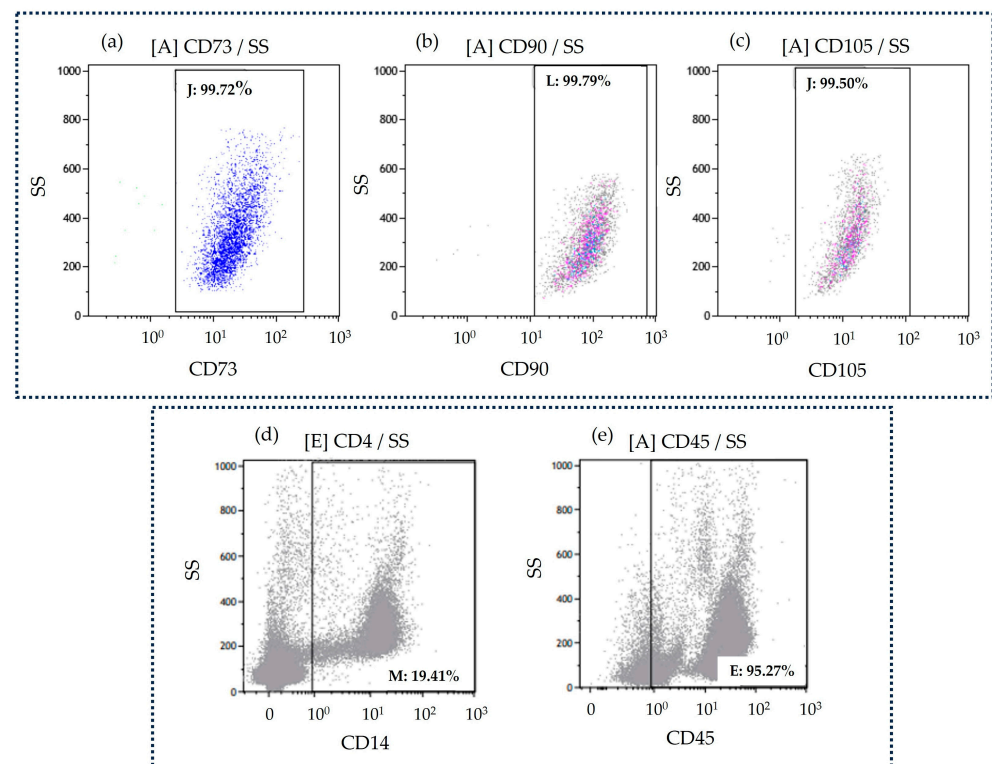 (a) [A] CD73 / SS
J: 99.72%
SS
1000
800
600
400
200
0
10⁰ 10¹ 10² 10³
CD73
(b) [A] CD90 / SS
L: 99.79%
SS
1000
800
600
400
200
0
10⁰ 10¹ 10² 10³
CD90
(c) [A] CD105 / SS
J: 99.50%
1000
800
600
400
200
0
10⁰ 10¹ 10² 10³
CD105
(d) [E] CD4 / SS
SS
1000
800
600
400
200
0
M: 19.41%
0 10⁰ 10¹ 10² 10³
CD14
(e) [A] CD45 / SS
SS
1000
800
600
400
200
0
E: 95.27%
0 10⁰ 10¹ 10² 10³
CD45